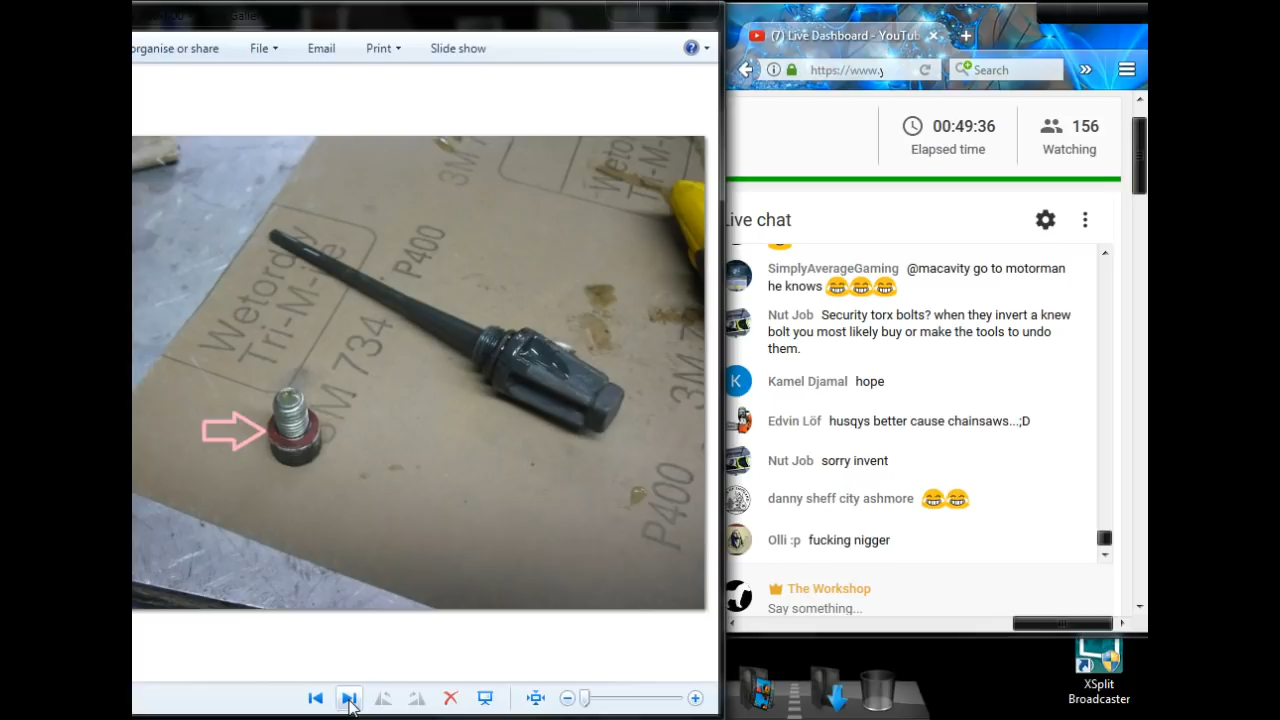 organise or share File Email Print Slide show
(7) Live Dashboard - YouTub
https://www.y
Search
00:49:36
Elapsed time
156
Watching
Live chat
SimplyAverageGaming @macavity go to motorman
he knows 😂😂😂
Nut Job Security torx bolts? when they invert a knew
bolt you most likely buy or make the tools to undo
them.
K
Kamel Djamal hope
Edvin Löf husqys better cause chainsaws...;D
Nut Job sorry invent
danny sheff city ashmore 😂😂
Olli :p fucking nigger
The Workshop
Say something...
XSplit
Broadcaster
Wetordry
Tri-M-ite
3M 734
P400
P400
3M 7